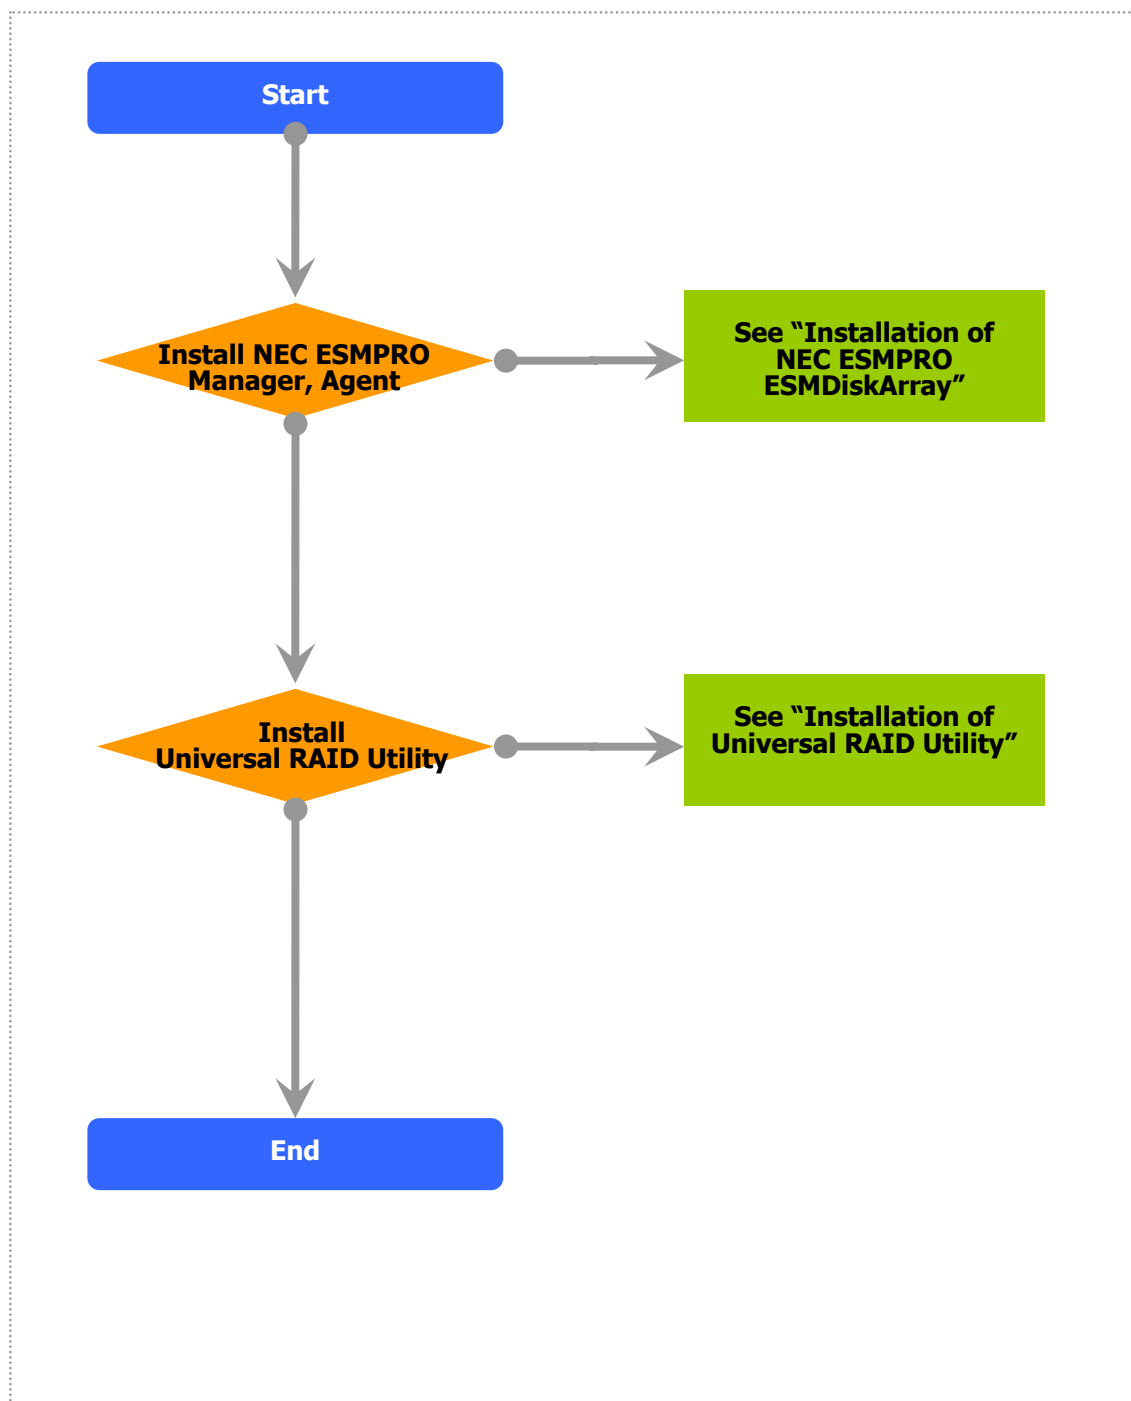 Start
Install NEC ESMPRO
Manager, Agent
See “Installation of
NEC ESMPRO
ESMDiskArray”
Install
Universal RAID Utility
See “Installation of
Universal RAID Utility”
End